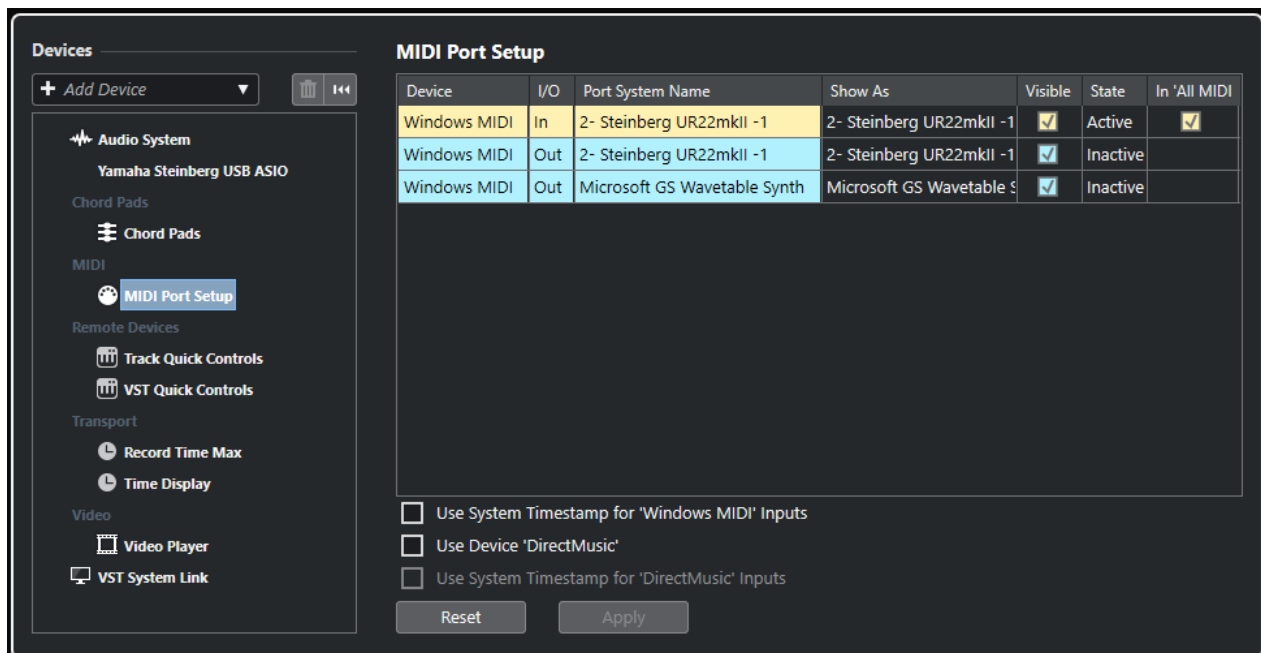 Devices
+ Add Device
Audio System
Yamaha Steinberg USB ASIO
Chord Pads
Chord Pads
MIDI
MIDI Port Setup
Remote Devices
Track Quick Controls
VST Quick Controls
Transport
Record Time Max
Time Display
Video
Video Player
VST System Link
MIDI Port Setup
Device I/O Port System Name Show As Visible State In 'All MIDI
Windows MIDI In 2- Steinberg UR22mkII -1 2- Steinberg UR22mkII -1 Active
Windows MIDI Out 2- Steinberg UR22mkII -1 2- Steinberg UR22mkII -1 Inactive
Windows MIDI Out Microsoft GS Wavetable Synth Microsoft GS Wavetable S Inactive
Use System Timestamp for 'Windows MIDI' Inputs
Use Device 'DirectMusic'
Use System Timestamp for 'DirectMusic' Inputs
Reset Apply